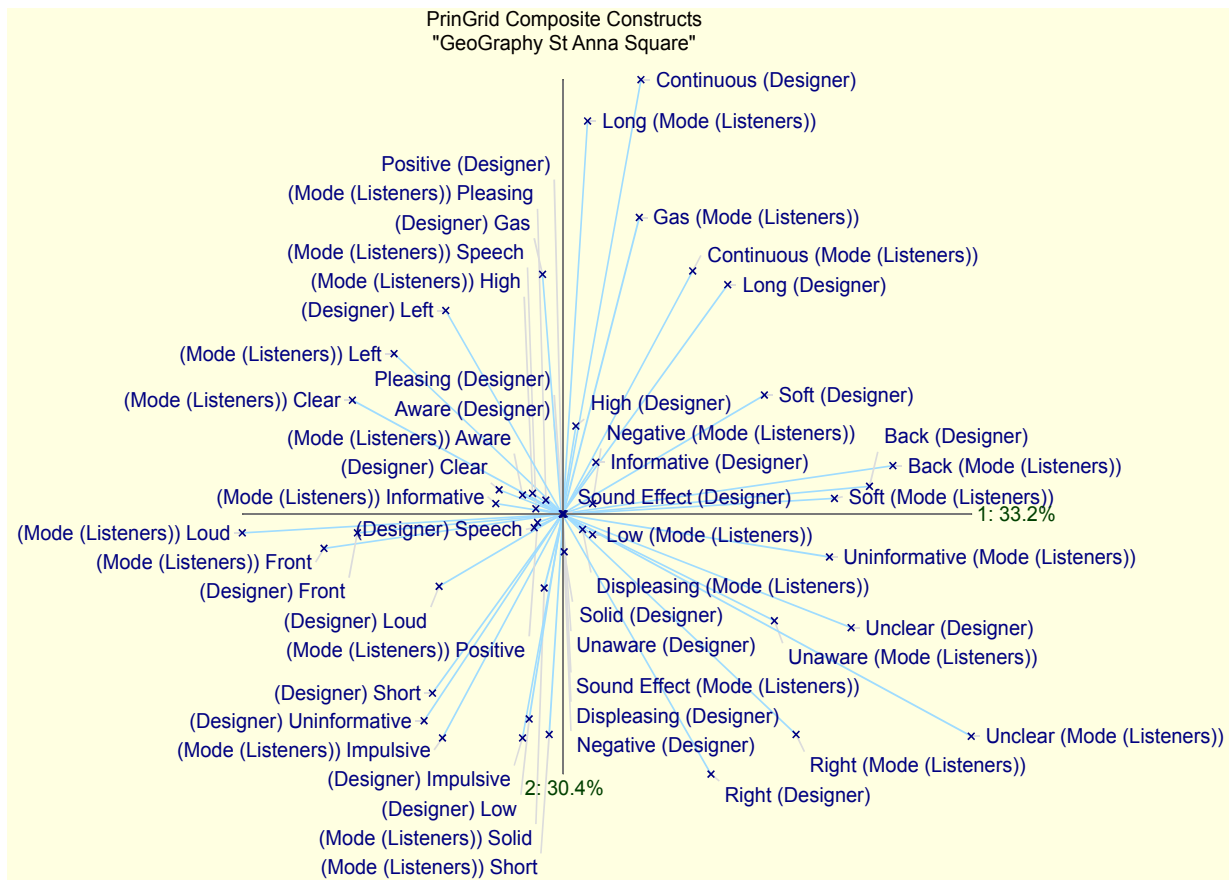 PrinGrid Composite Constructs
"GeoGraphy St Anna Square"
Continuous (Designer)
Long (Mode (Listeners))
Positive (Designer)
(Mode (Listeners)) Pleasing
(Designer) Gas
Gas (Mode (Listeners))
(Mode (Listeners)) Speech
Continuous (Mode (Listeners))
(Mode (Listeners)) High
Long (Designer)
(Designer) Left
(Mode (Listeners)) Left
Pleasing (Designer)
(Mode (Listeners)) Clear
Soft (Designer)
Aware (Designer)
High (Designer)
(Mode (Listeners)) Aware
Negative (Mode (Listeners))
Back (Designer)
(Designer) Clear
Informative (Designer)
Back (Mode (Listeners))
(Mode (Listeners)) Informative
Sound Effect (Designer)
Soft (Mode (Listeners))
1: 33.2%
(Mode (Listeners)) Loud
(Designer) Speech
Low (Mode (Listeners))
(Mode (Listeners)) Front
Uninformative (Mode (Listeners))
(Designer) Front
Displeasing (Mode (Listeners))
(Designer) Loud
Solid (Designer)
Unclear (Designer)
(Mode (Listeners)) Positive
Unaware (Designer)
Unaware (Mode (Listeners))
(Designer) Short
Sound Effect (Mode (Listeners))
(Designer) Uninformative
Displeasing (Designer)
(Mode (Listeners)) Impulsive
Negative (Designer)
Unclear (Mode (Listeners))
Right (Mode (Listeners))
(Designer) Impulsive
2: 30.4%
Right (Designer)
(Designer) Low
(Mode (Listeners)) Solid
(Mode (Listeners)) Short